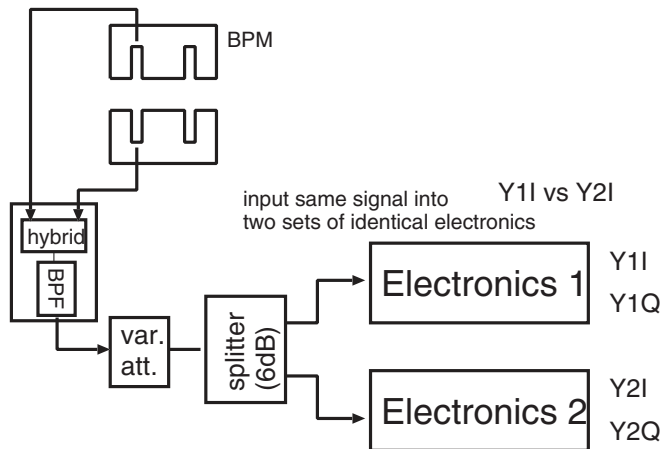 BPM
Y1I vs Y2I
input same signal into
two sets of identical electronics
hybrid
BPF
var.
att.
splitter
(6dB)
Electronics 1
Y1I
Y1Q
Electronics 2
Y2I
Y2Q